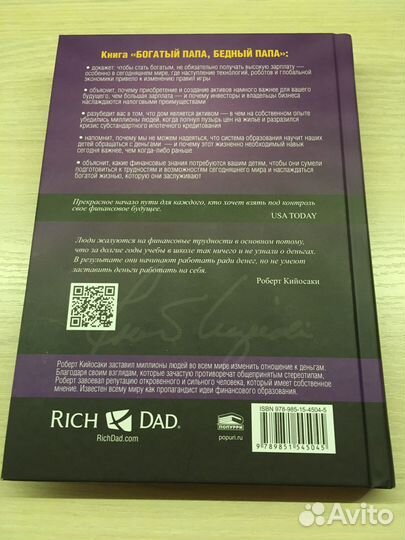 Книга «БОГАТЫЙ ПАПА, БЕДНЫЙ ПАПА»:
• докажет: чтобы стать богатым, не обязательно получать высокую зарплату —
особенно в сегодняшнем мире, где наступление технологий, роботов и глобальной
экономики привело к изменениям правил игры
• объяснит, почему приобретение и создание активов намного важнее для вашего
будущего, чем большая зарплата — и почему инвесторы и владельцы бизнеса
наслаждаются налоговыми преимуществами
• разубедит вас в том, что дом является активом — в чем на собственном опыте
убедились миллионы людей, когда лопнул пузырь цен на жилье и разразился
кризис субстандартного ипотечного кредитования
• напомнит, почему мы не можем надеяться, что система образования научит наших
детей обращаться с деньгами — и почему этот жизненно необходимый навык
сегодня важнее, чем когда-либо раньше
• объяснит, какие финансовые знания потребуются вашим детям, чтобы они сумели
подготовиться к трудностям и возможностям сегодняшнего мира и наслаждаться
богатой жизнью, которую они заслуживают
Прекрасное начало пути для каждого, кто хочет взять под контроль
свое финансовое будущее.
USA TODAY
Люди жалуются на финансовые трудности в основном потому,
что за долгие годы учебы в школе так ничего и не узнали о деньгах.
В результате они начинают работать ради денег, но не умеют
заставить деньги работать на себя.
Роберт Кийосаки
Роберт Кийосаки заставил миллионы людей во всем мире изменить отношение к деньгам.
Благодаря своим взглядам, которые зачастую противоречат общепринятым стереотипам,
Роберт завоевал репутацию откровенного и сильного человека, который имеет собственное
мнение. Известен всему миру как пропагандист идеи финансового образования.
RICH DAD®
RichDad.com
ПОПУРРИ
popuri.ru
ISBN 978-985-15-4504-5
9 789851 545045
Avito